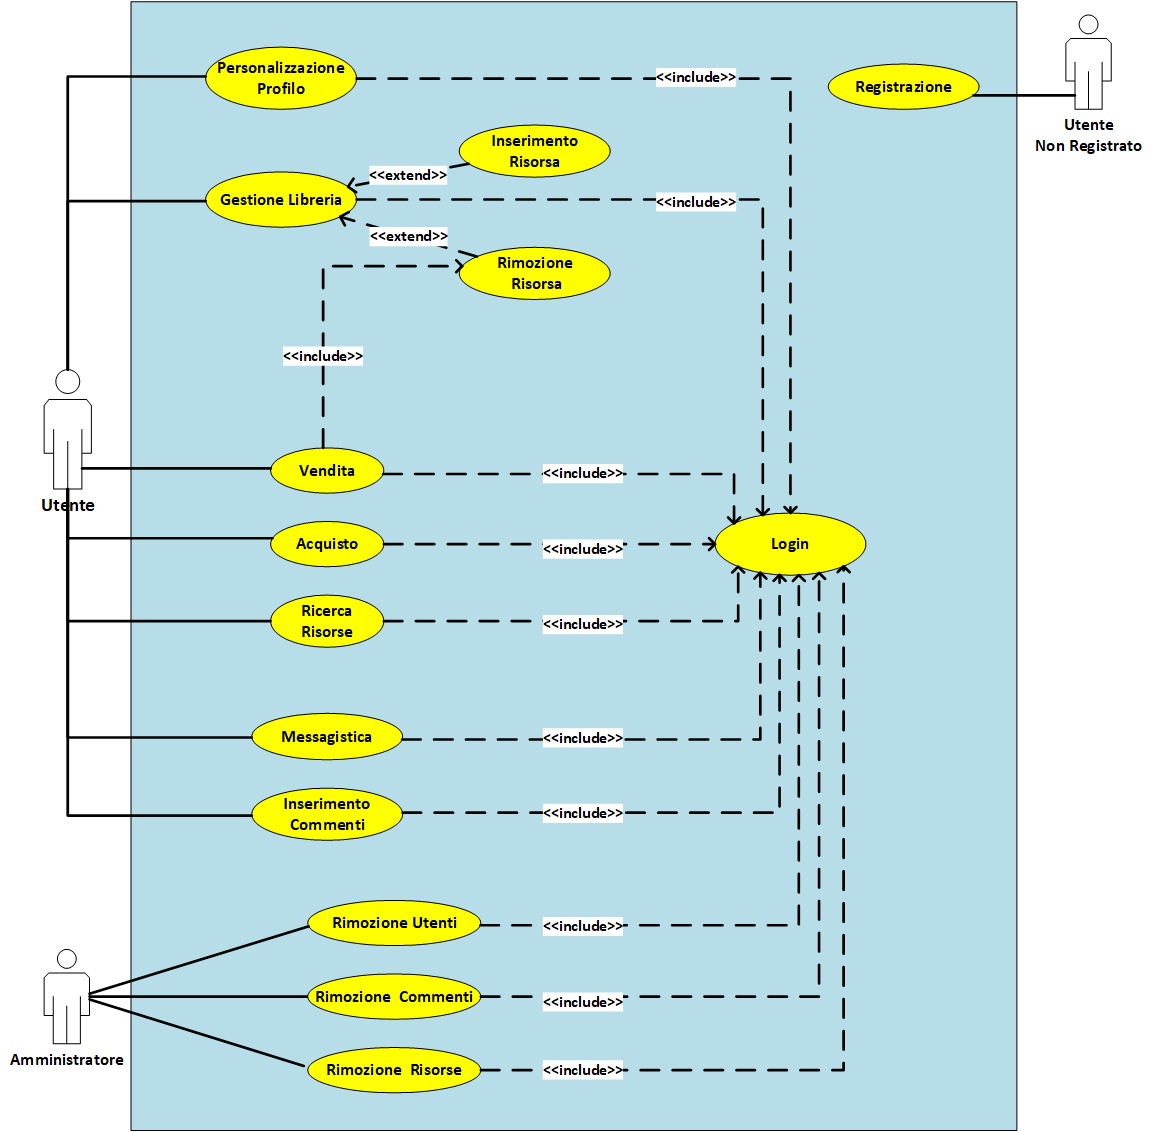 Personalizzazione
Profilo
<<include>>
Registrazione
Utente
Non Registrato
Inserimento
Risorsa
<<extend>>
Gestione Libreria
<<include>>
<<extend>>
Rimozione
Risorsa
<<include>>
Utente
Vendita
<<include>>
Acquisto
<<include>>
Login
Ricerca
Risorse
<<include>>
Messagistica
<<include>>
Inserimento
Commenti
<<include>>
Rimozione Utenti
<<include>>
Rimozione Commenti
<<include>>
Amministratore
Rimozione Risorse
<<include>>